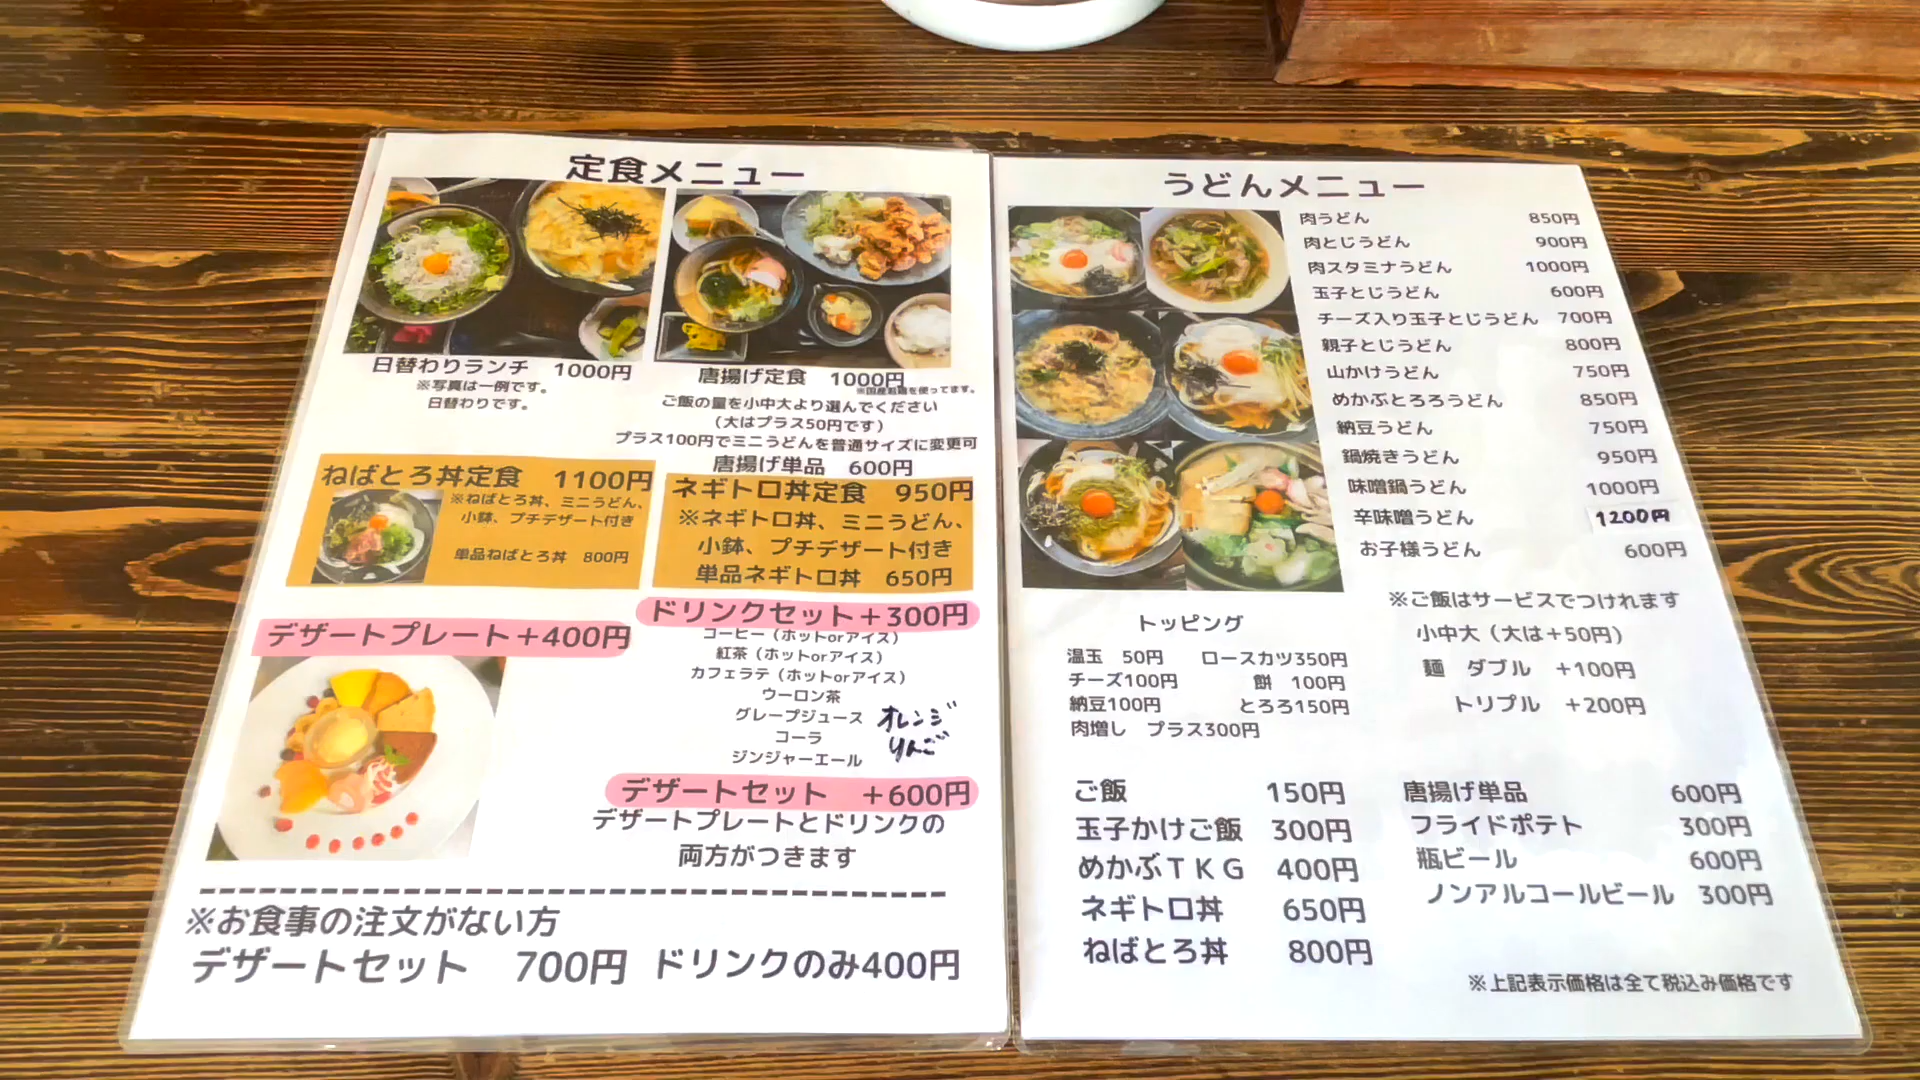 定食メニュー
日替わりランチ 1000円
※写真は一例です。
日替わりです。
唐揚げ定食 1000円
※国産若鶏を使ってます。
ご飯の量を小中大より選んでください
（大はプラス50円です）
プラス100円でミニうどんを普通サイズに変更可
唐揚げ単品 600円
ねばとろ丼定食 1100円
※ねばとろ丼、ミニうどん、
小鉢、プチデザート付き
単品ねばとろ丼 800円
ネギトロ丼定食 950円
※ネギトロ丼、ミニうどん、
小鉢、プチデザート付き
単品ネギトロ丼 650円
デザートプレート＋400円
ドリンクセット＋300円
コーヒー（ホットorアイス）
紅茶（ホットorアイス）
カフェラテ（ホットorアイス）
ウーロン茶
グレープジュース
コーラ
ジンジャーエール
オレンジ
りんご
デザートセット ＋600円
デザートプレートとドリンクの
両方がつきます
※お食事の注文がない方
デザートセット 700円 ドリンクのみ400円
うどんメニュー
肉うどん 850円
肉とじうどん 900円
肉スタミナうどん 1000円
玉子とじうどん 600円
チーズ入り玉子とじうどん 700円
親子とじうどん 800円
山かけうどん 750円
めかぶとろろうどん 850円
納豆うどん 750円
鍋焼きうどん 950円
味噌鍋うどん 1000円
辛味噌うどん 1200円
お子様うどん 600円
※ご飯はサービスでつけれます
小中大（大は＋50円）
麺 ダブル ＋100円
トリプル ＋200円
トッピング
温玉 50円 ロースカツ350円
チーズ100円 餅 100円
納豆100円 とろろ150円
肉増し プラス300円
ご飯 150円
玉子かけご飯 300円
めかぶＴＫＧ 400円
ネギトロ丼 650円
ねばとろ丼 800円
唐揚げ単品 600円
フライドポテト 300円
瓶ビール 600円
ノンアルコールビール 300円
※上記表示価格は全て税込み価格です